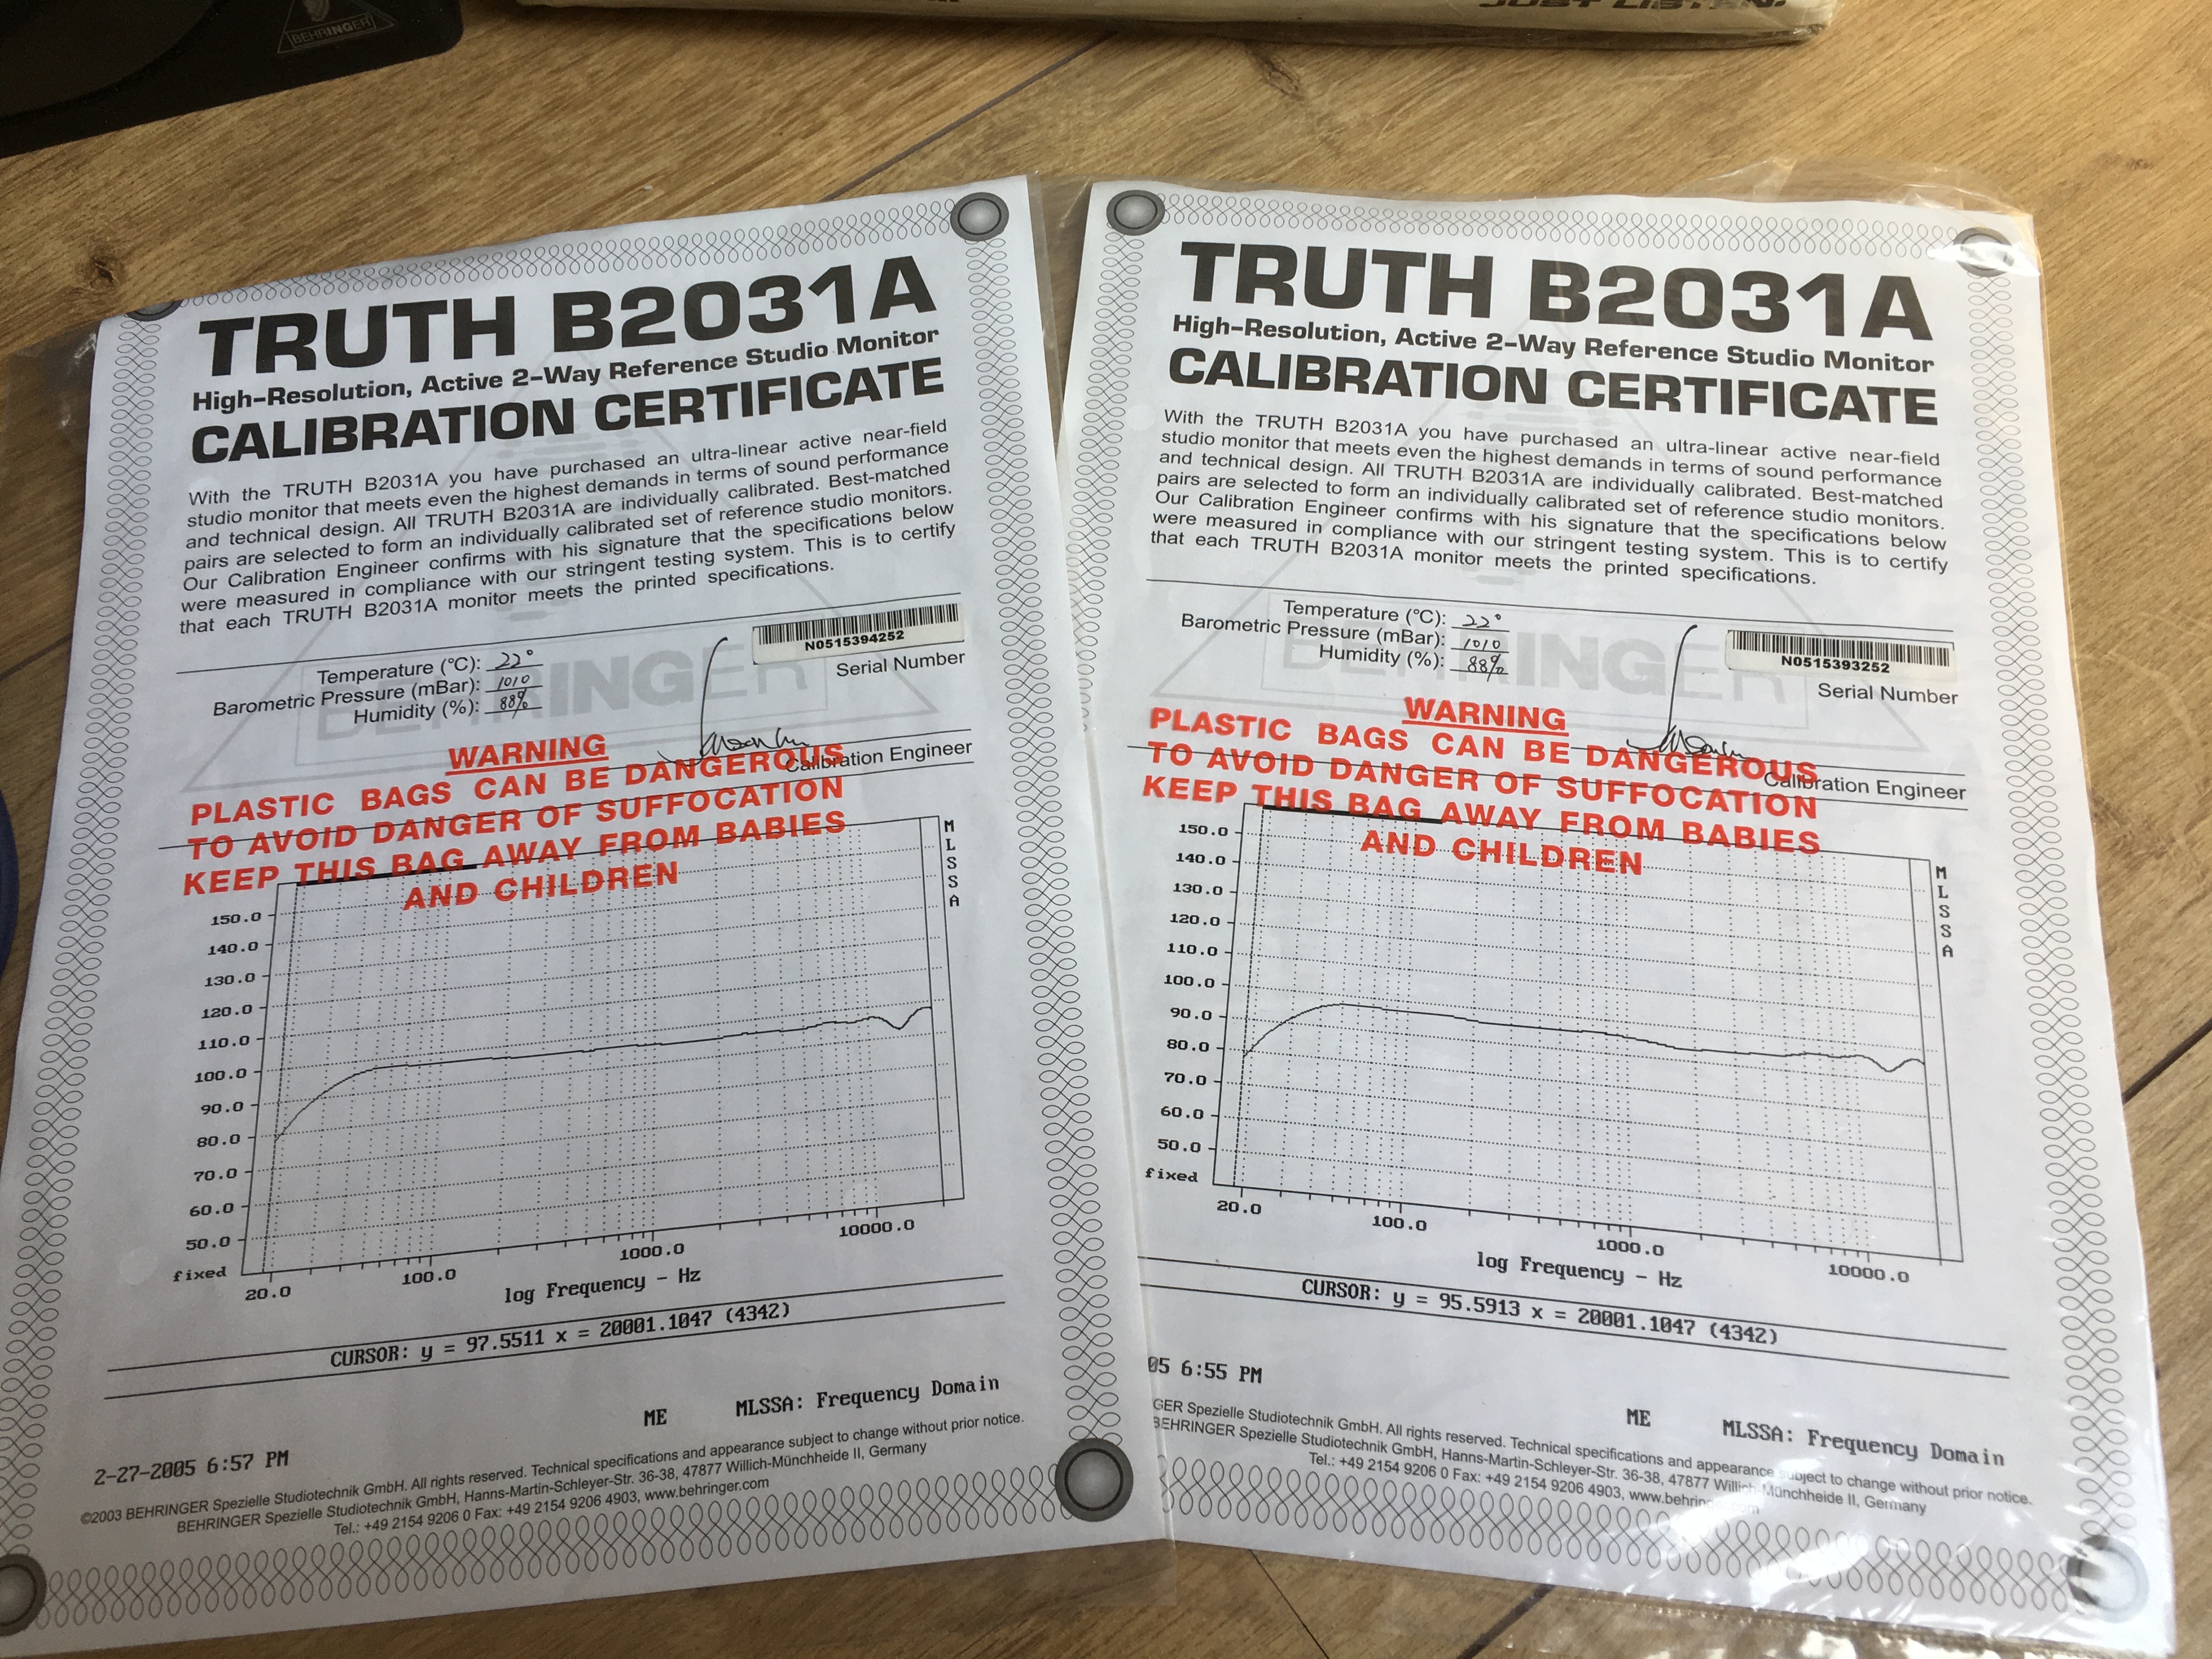 BEHRINGER
JUST LISTEN.
TRUTH B2031A
High-Resolution, Active 2-Way Reference Studio Monitor
CALIBRATION CERTIFICATE
With the TRUTH B2031A you have purchased an ultra-linear active near-field
studio monitor that meets even the highest demands in terms of sound performance
and technical design. All TRUTH B2031A are individually calibrated. Best-matched
pairs are selected to form an individually calibrated set of reference studio monitors.
Our Calibration Engineer confirms with his signature that the specifications below
were measured in compliance with our stringent testing system. This is to certify
that each TRUTH B2031A monitor meets the printed specifications.
Temperature (°C): 22°
Barometric Pressure (mBar): 1010
Humidity (%): 88%
N0515394252
Serial Number
BEHRINGER
Calibration Engineer
WARNING
PLASTIC BAGS CAN BE DANGEROUS
TO AVOID DANGER OF SUFFOCATION
KEEP THIS BAG AWAY FROM BABIES
AND CHILDREN
MLSSA
150.0
140.0
130.0
120.0
110.0
100.0
90.0
80.0
70.0
60.0
50.0
fixed
20.0 100.0 1000.0 10000.0
log Frequency - Hz
CURSOR: y = 97.5511 x = 20001.1047 (4342)
ME MLSSA: Frequency Domain
2-27-2005 6:57 PM
©2003 BEHRINGER Spezielle Studiotechnik GmbH. All rights reserved. Technical specifications and appearance subject to change without prior notice.
BEHRINGER Spezielle Studiotechnik GmbH, Hanns-Martin-Schleyer-Str. 36-38, 47877 Willich-Münchheide II, Germany
Tel.: +49 2154 9206 0 Fax: +49 2154 9206 4903, www.behringer.com
TRUTH B2031A
High-Resolution, Active 2-Way Reference Studio Monitor
CALIBRATION CERTIFICATE
With the TRUTH B2031A you have purchased an ultra-linear active near-field
studio monitor that meets even the highest demands in terms of sound performance
and technical design. All TRUTH B2031A are individually calibrated. Best-matched
pairs are selected to form an individually calibrated set of reference studio monitors.
Our Calibration Engineer confirms with his signature that the specifications below
were measured in compliance with our stringent testing system. This is to certify
that each TRUTH B2031A monitor meets the printed specifications.
Temperature (°C): 22°
Barometric Pressure (mBar): 1010
Humidity (%): 88%
N0515393252
Serial Number
BEHRINGER
Calibration Engineer
WARNING
PLASTIC BAGS CAN BE DANGEROUS
TO AVOID DANGER OF SUFFOCATION
KEEP THIS BAG AWAY FROM BABIES
AND CHILDREN
MLSSA
150.0
140.0
130.0
120.0
110.0
100.0
90.0
80.0
70.0
60.0
50.0
fixed
20.0 100.0 1000.0 10000.0
log Frequency - Hz
CURSOR: y = 95.5913 x = 20001.1047 (4342)
05 6:55 PM
ME MLSSA: Frequency Domain
GER Spezielle Studiotechnik GmbH. All rights reserved. Technical specifications and appearance subject to change without prior notice.
BEHRINGER Spezielle Studiotechnik GmbH, Hanns-Martin-Schleyer-Str. 36-38, 47877 Willich-Münchheide II, Germany
Tel.: +49 2154 9206 0 Fax: +49 2154 9206 4903, www.behringer.com